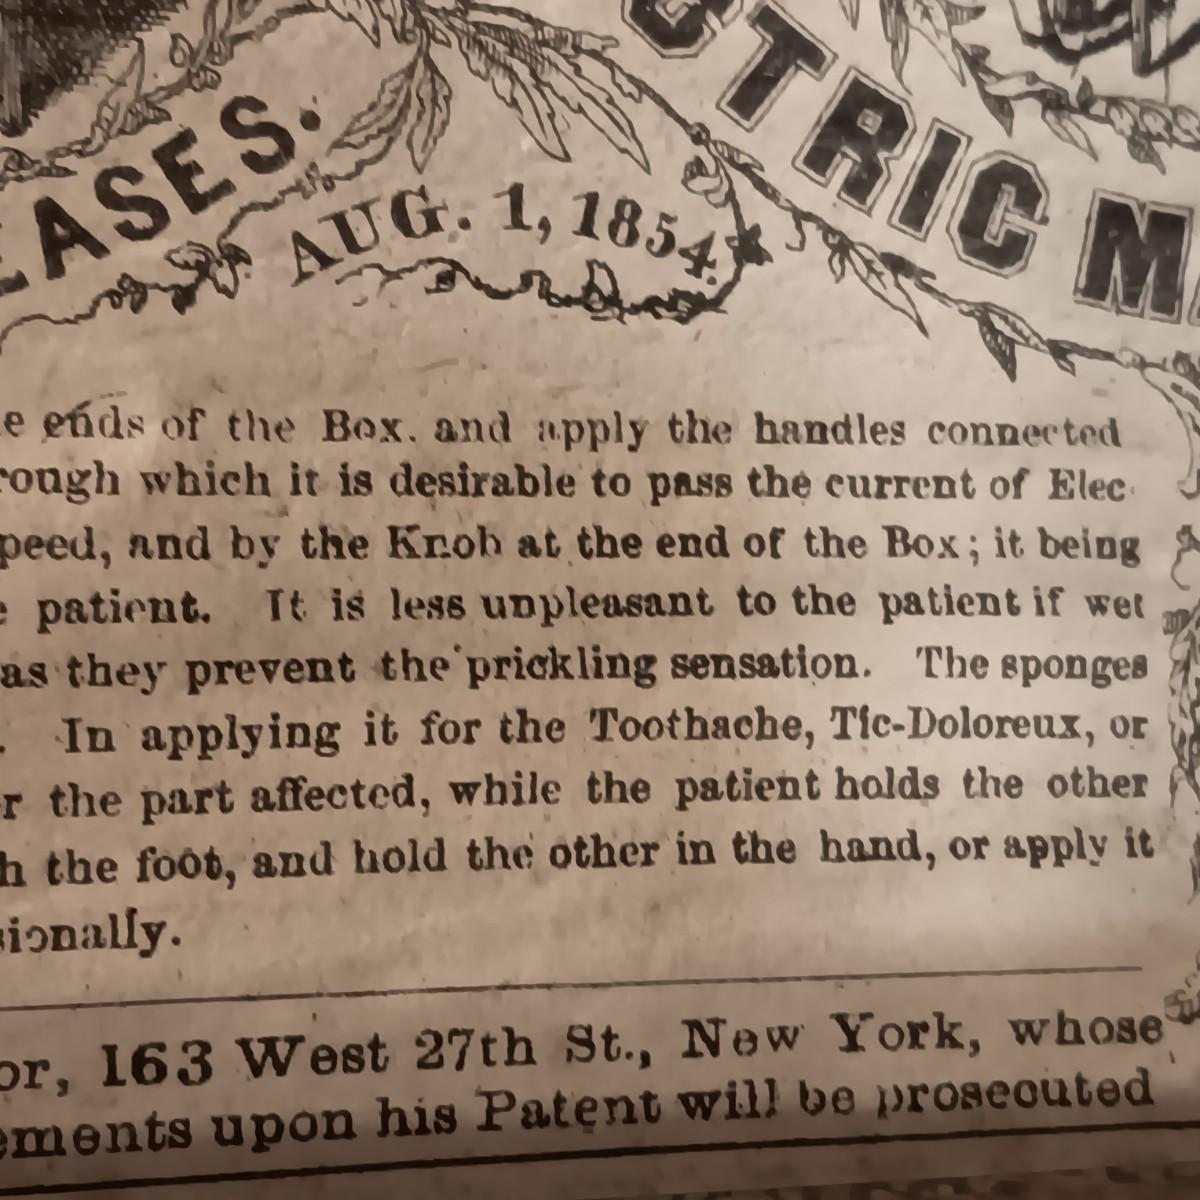 EASES.
CTRIC MA
AUG. 1, 1854.
e ends of the Box. and apply the handles connected
rough which it is desirable to pass the current of Elec
peed, and by the Knob at the end of the Box; it being
e patient. It is less unpleasant to the patient if wet
as they prevent the prickling sensation. The sponges
. In applying it for the Toothache, Tic-Doloreux, or
r the part affected, while the patient holds the other
h the foot, and hold the other in the hand, or apply it
sionally.
or, 163 West 27th St., New York, whose
ements upon his Patent will be prosecuted